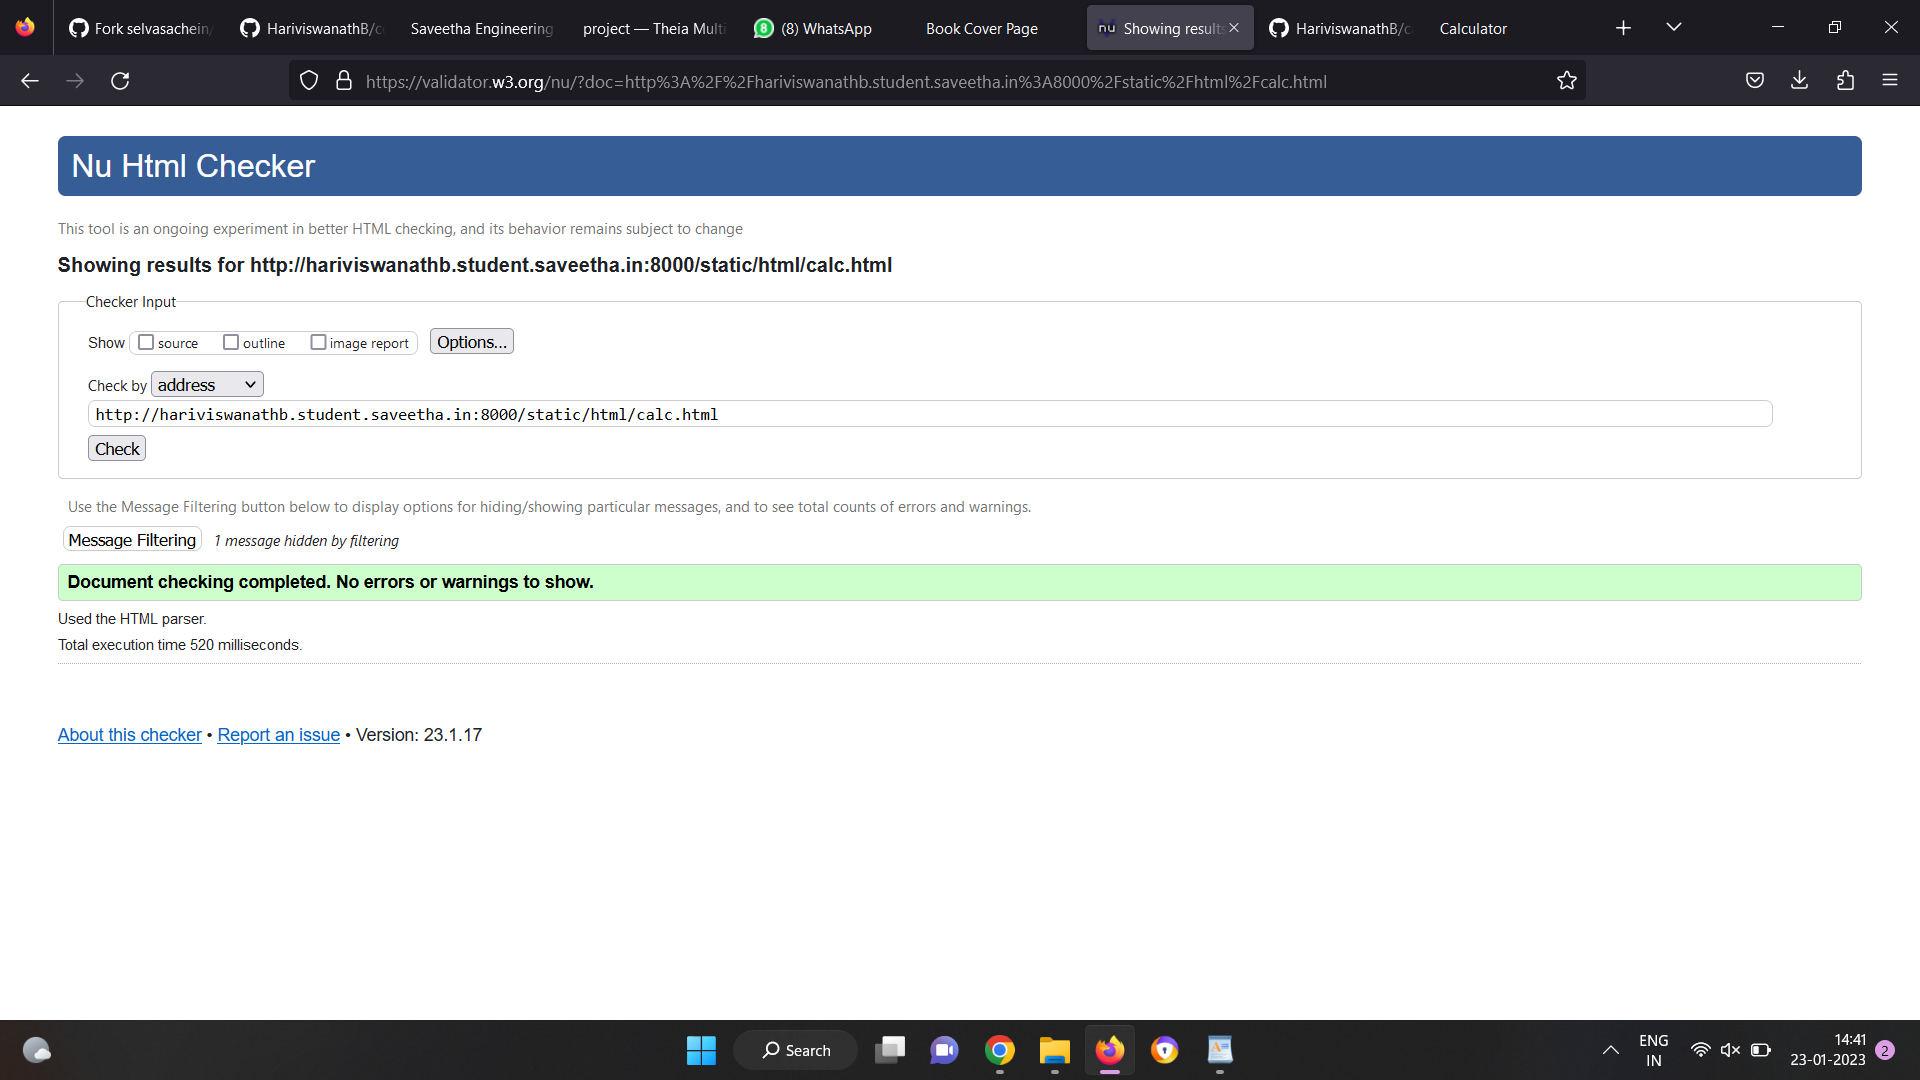 Fork selvasachein/
HariviswanathB/c
Saveetha Engineering
project — Theia Multi
(8) WhatsApp
Book Cover Page
Showing results
HariviswanathB/c
Calculator
https://validator.w3.org/nu/?doc=http%3A%2F%2Fhariviswanathb.student.saveetha.in%3A8000%2Fstatic%2Fhtml%2Fcalc.html
Nu Html Checker
This tool is an ongoing experiment in better HTML checking, and its behavior remains subject to change
Showing results for http://hariviswanathb.student.saveetha.in:8000/static/html/calc.html
Checker Input
Show source outline image report Options...
Check by address
http://hariviswanathb.student.saveetha.in:8000/static/html/calc.html
Check
Use the Message Filtering button below to display options for hiding/showing particular messages, and to see total counts of errors and warnings.
Message Filtering 1 message hidden by filtering
Document checking completed. No errors or warnings to show.
Used the HTML parser.
Total execution time 520 milliseconds.
About this checker • Report an issue • Version: 23.1.17
Search
ENG
IN
14:41
23-01-2023
2